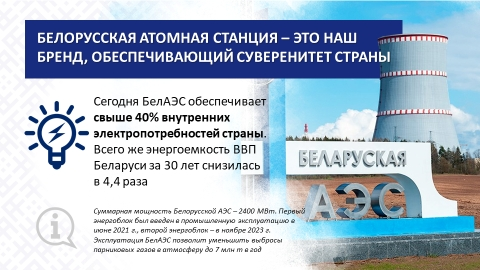 БЕЛОРУССКАЯ АТОМНАЯ СТАНЦИЯ – ЭТО НАШ
БРЕНД, ОБЕСПЕЧИВАЮЩИЙ СУВЕРЕНИТЕТ СТРАНЫ
Сегодня БелАЭС обеспечивает
свыше 40% внутренних
электропотребностей страны.
Всего же энергоемкость ВВП
Беларуси за 30 лет снизилась
в 4,4 раза
БЕЛАРУСКАЯ
АЭС
Суммарная мощность Белорусской АЭС – 2400 МВт. Первый
энергоблок был введен в промышленную эксплуатацию в
июне 2021 г., второй энергоблок – в ноябре 2023 г.
Эксплуатация БелАЭС позволит уменьшить выбросы
парниковых газов в атмосферу до 7 млн т в год